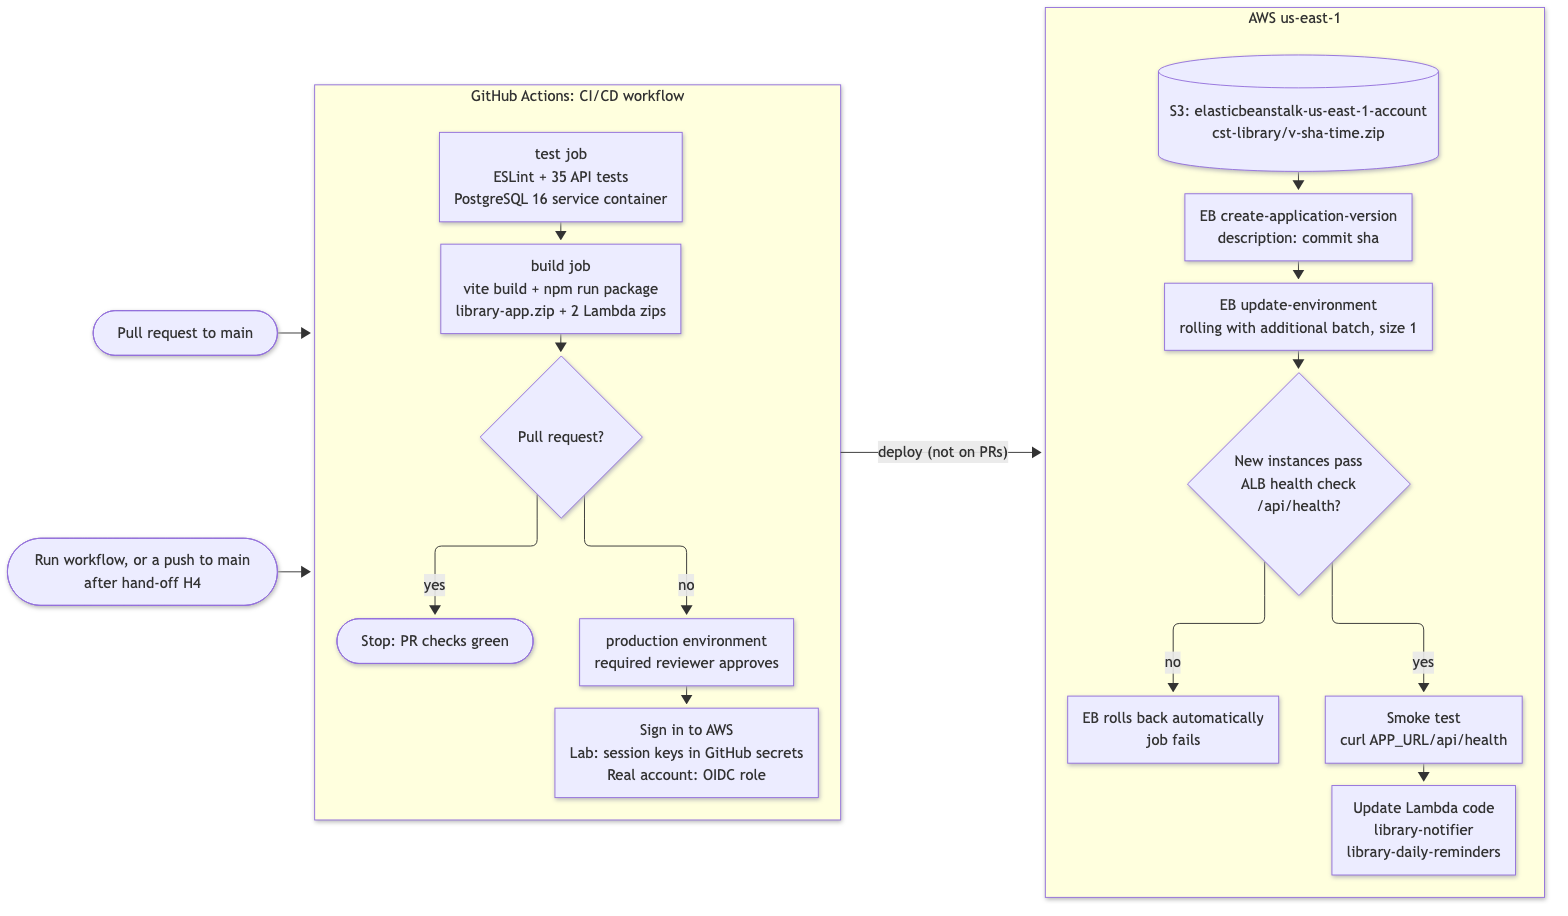 Pull request to main
Run workflow, or a push to main
after hand-off H4
GitHub Actions: CI/CD workflow
test job
ESLint + 35 API tests
PostgreSQL 16 service container
build job
vite build + npm run package
library-app.zip + 2 Lambda zips
Pull request?
yes
no
Stop: PR checks green
production environment
required reviewer approves
Sign in to AWS
Lab: session keys in GitHub secrets
Real account: OIDC role
deploy (not on PRs)
AWS us-east-1
S3: elasticbeanstalk-us-east-1-account
cst-library/v-sha-time.zip
EB create-application-version
description: commit sha
EB update-environment
rolling with additional batch, size 1
New instances pass
ALB health check
/api/health?
no
yes
EB rolls back automatically
job fails
Smoke test
curl APP_URL/api/health
Update Lambda code
library-notifier
library-daily-reminders